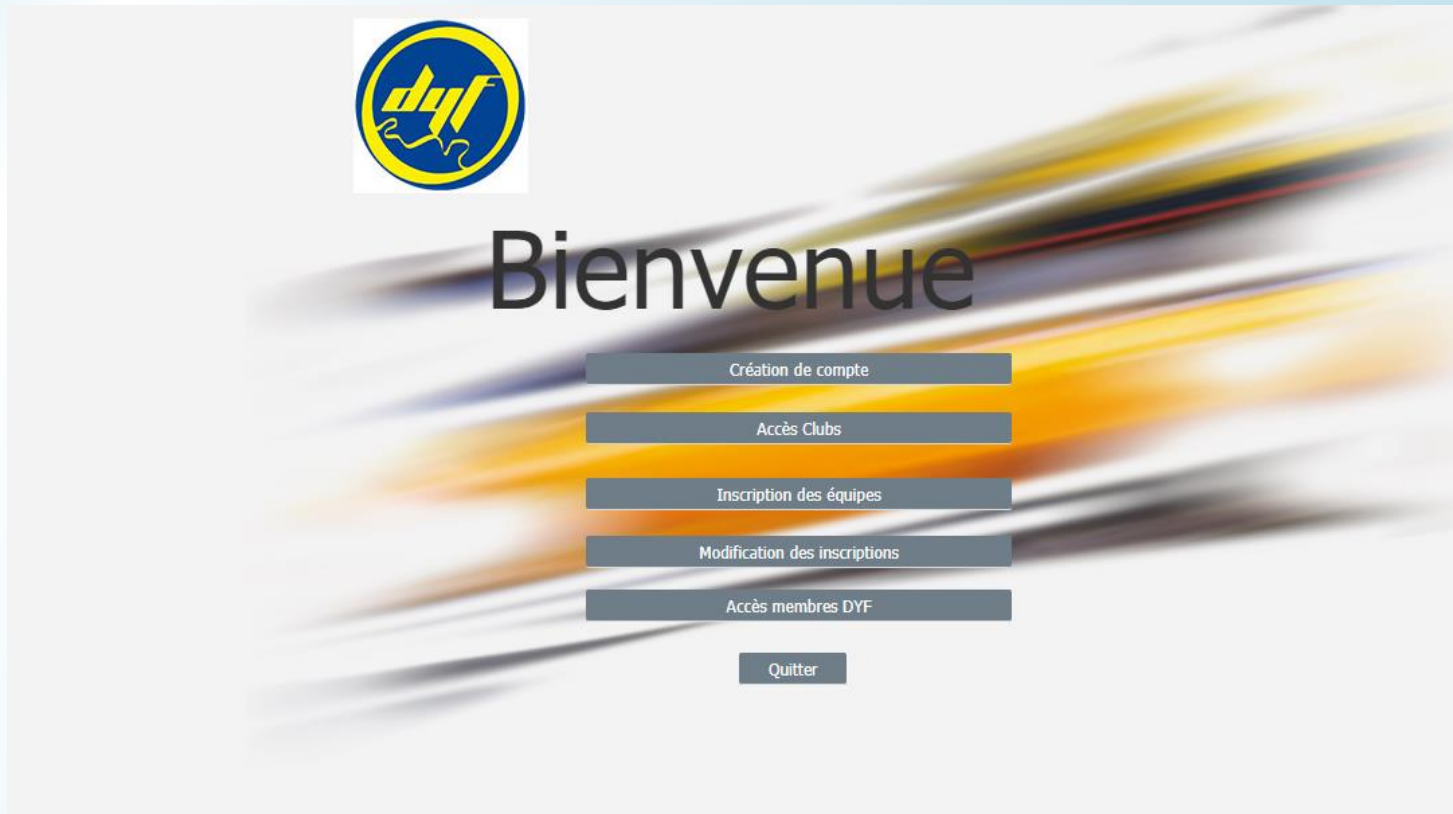 dyf
Bienvenue
Création de compte
Accès Clubs
Inscription des équipes
Modification des inscriptions
Accès membres DYF
Quitter